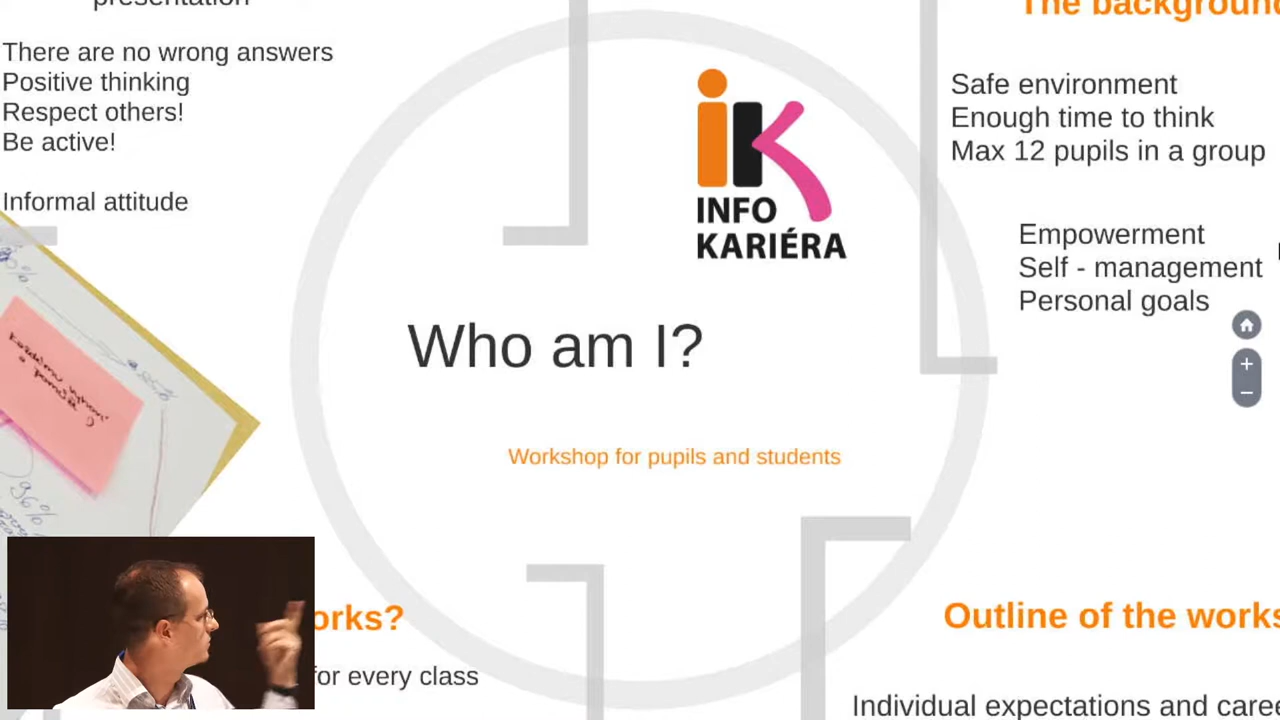 presentation
There are no wrong answers
Positive thinking
Respect others!
Be active!
Informal attitude
INFO
KARIÉRA
Who am I?
Workshop for pupils and students
The background
Safe environment
Enough time to think
Max 12 pupils in a group
Empowerment
Self - management
Personal goals
96%
orks?
for every class
Outline of the works
Individual expectations and caree